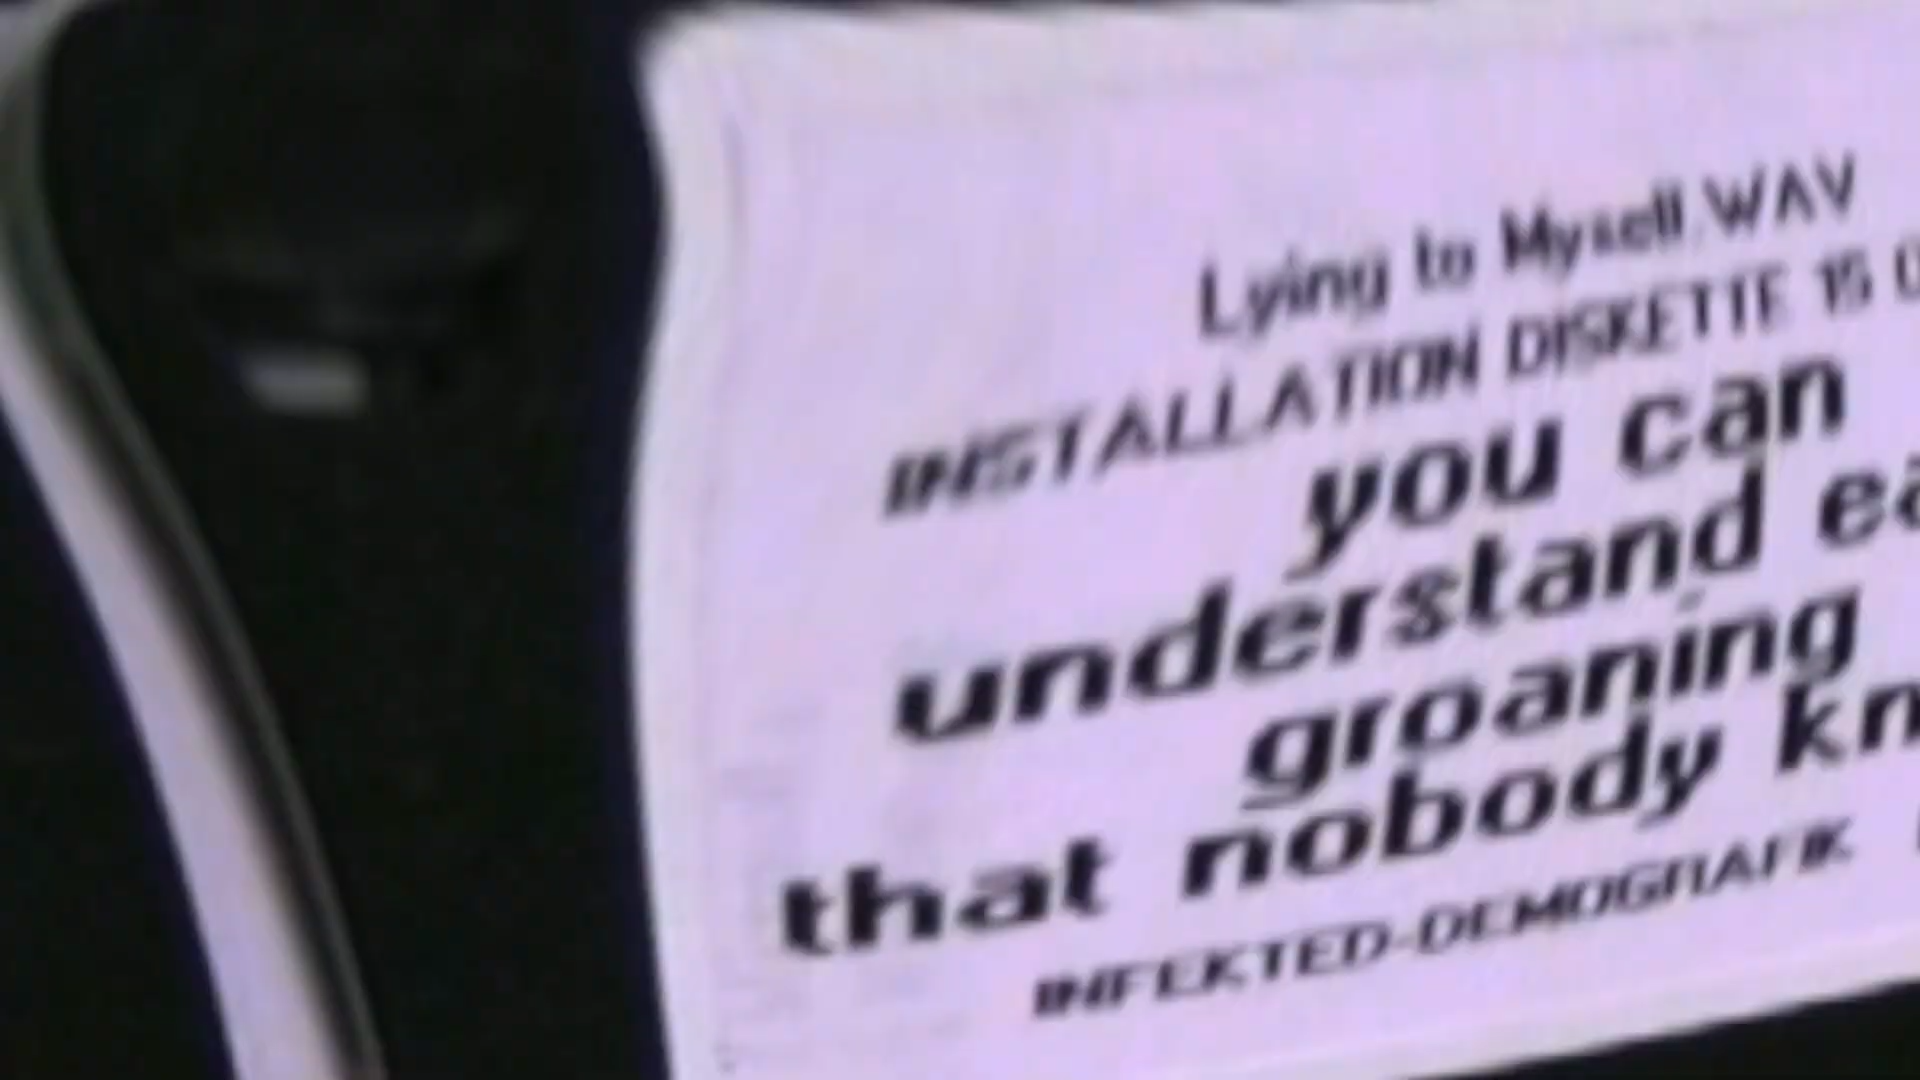 Lying to Myself.WAV
INSTALLATION DISKETTE 15
you can
understand
groaning
that nobody
INFEKTED-DEMOGRAFIK